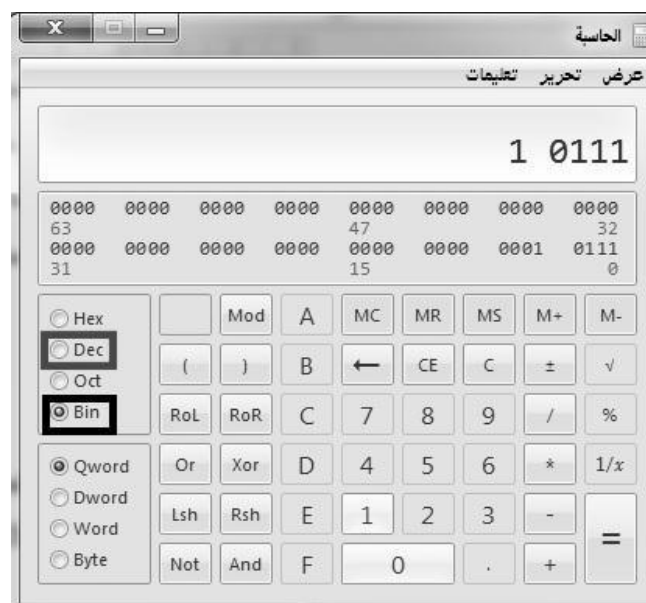 الحاسبة
عرض تحرير تعليمات
1 0111
0000 0000 0000 0000 0000 0000 0000 0000
63 47 32
0000 0000 0000 0000 0000 0000 0001 0111
31 15 0
Hex Mod A MC MR MS M+ M-
Dec ( ) B ← CE C ± √
Oct
Bin RoL RoR C 7 8 9 / %
Qword Or Xor D 4 5 6 * 1/x
Dword Lsh Rsh E 1 2 3 - =
Word
Byte Not And F 0 . +